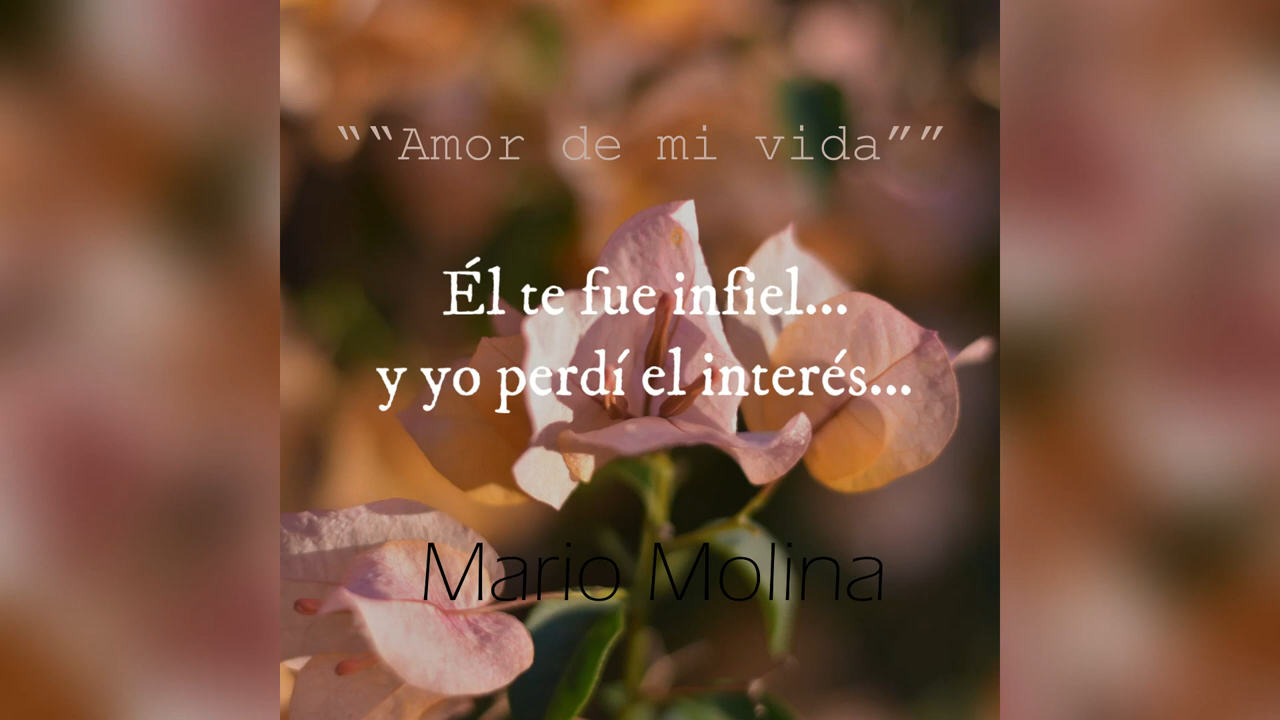 ““Amor de mi vida””
Él te fue infiel...
y yo perdí el interés...
Mario Molina